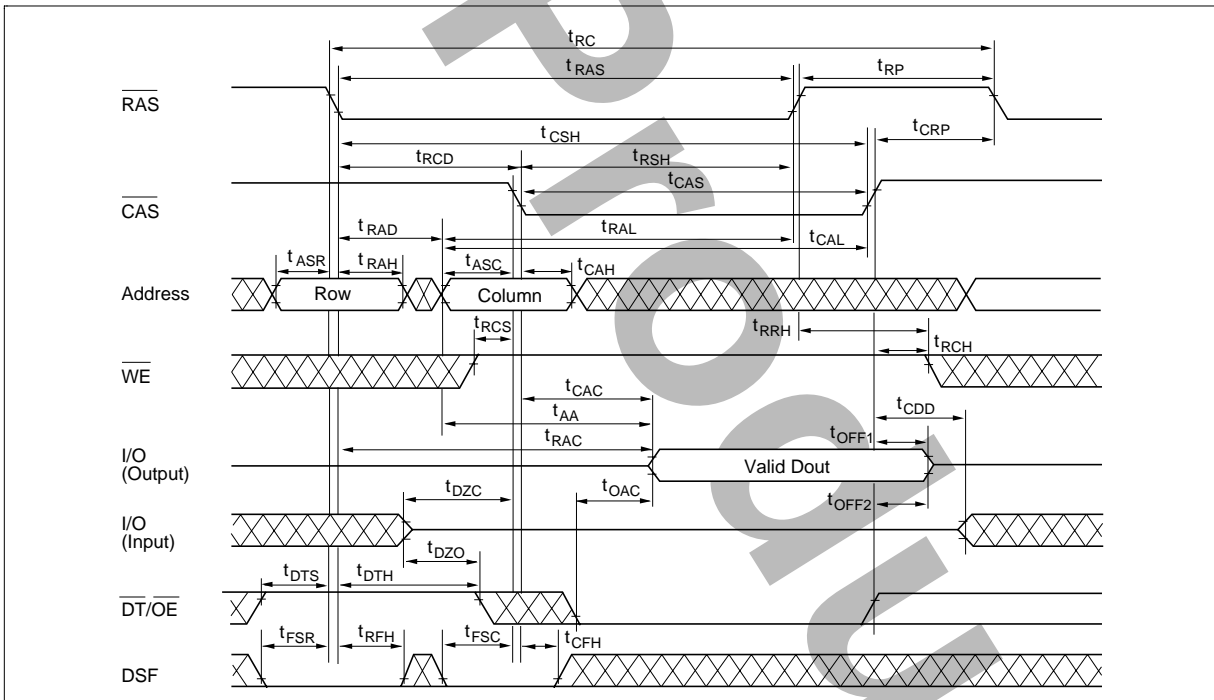 tRC
tRAS
tRP
RAS
tCSH
tCRP
tRCD
tRSH
tCAS
CAS
tRAD
tRAL
tCAL
tASR
tRAH
tASC
tCAH
Address
Row
Column
tRRH
tRCS
tRCH
WE
tCAC
tCDD
tAA
tRAC
tOFF1
I/O
(Output)
Valid Dout
tDZC
tOAC
tOFF2
I/O
(Input)
tDZO
tDTS
tDTH
DT/OE
tFSR
tRFH
tFSC
tCFH
DSF
Produ